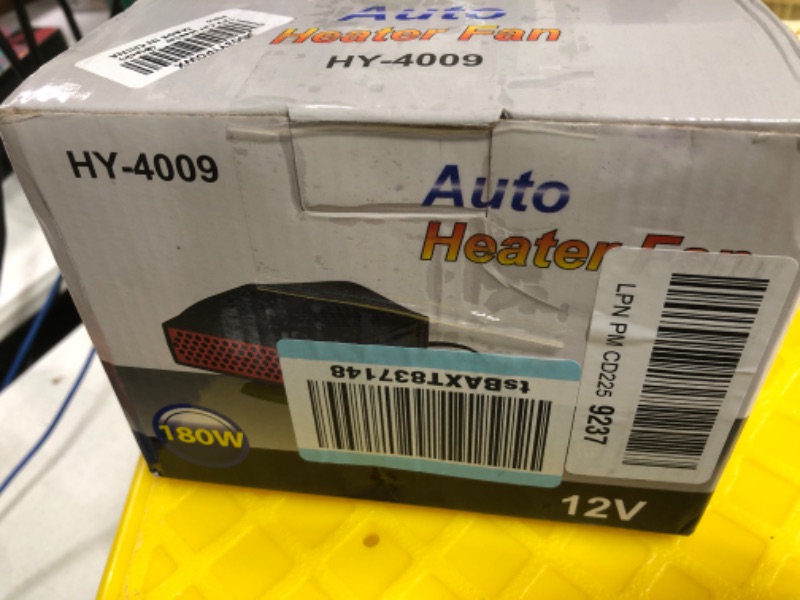 Auto
Heater Fan
HY-4009
HY-4009
Auto
Heater Fan
LPN PM CD225 9237
tsBAXT837148
180W
12V